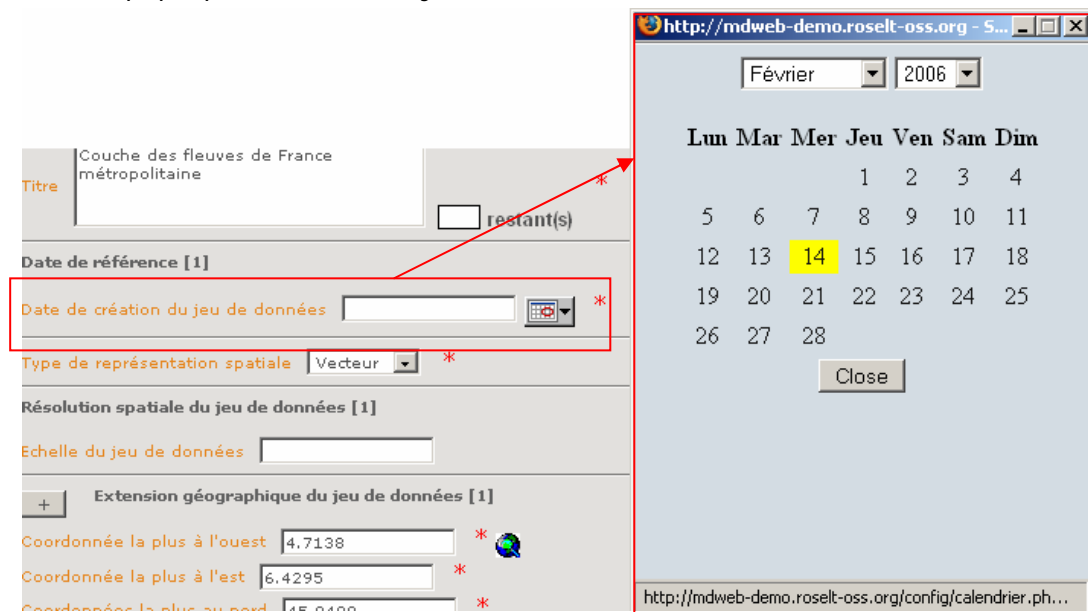 Couche des fleuves de France
métropolitaine
Titre
*
restant(s)
Date de référence [1]
Date de création du jeu de données
*
Type de représentation spatiale Vecteur *
Résolution spatiale du jeu de données [1]
Echelle du jeu de données
+ Extension géographique du jeu de données [1]
Coordonnée la plus à l'ouest 4.7138 *
Coordonnée la plus à l'est 6.4295 *
Coordonnées la plus au nord *
http://mdweb-demo.roselt-oss.org - S...
Février 2006
Lun Mar Mer Jeu Ven Sam Dim
1 2 3 4
5 6 7 8 9 10 11
12 13 14 15 16 17 18
19 20 21 22 23 24 25
26 27 28
Close
http://mdweb-demo.roselt-oss.org/config/calendrier.ph...